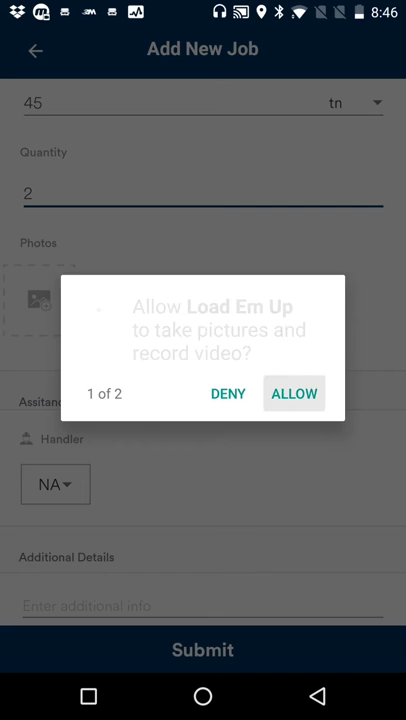 8:46
Add New Job
45 tn
Quantity
2
Photos
Allow Load Em Up
to take pictures and
record video?
1 of 2 DENY ALLOW
Assitanc
Handler
NA
Additional Details
Enter additional info
Submit